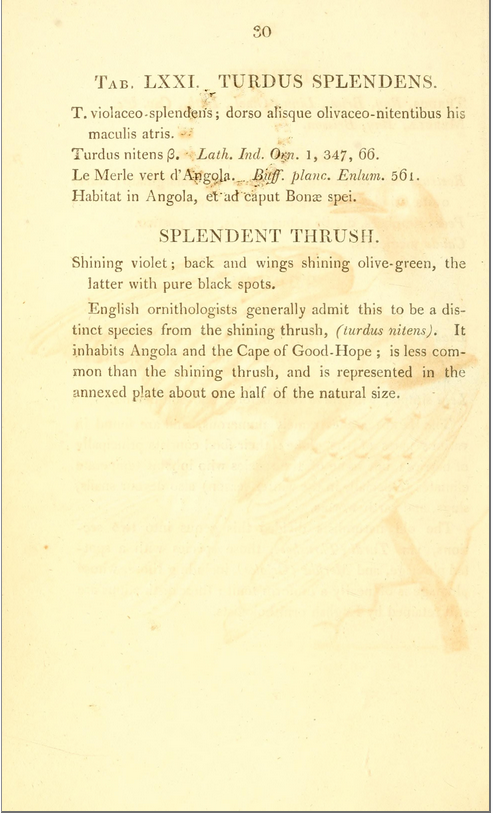 30
TAB. LXXI. TURDUS SPLENDENS.
T. violaceo-splendens; dorso alisque olivaceo-nitentibus his
maculis atris.
Turdus nitens β. Lath. Ind. Orn. 1, 347, 66.
Le Merle vert d'Angola. Buff. planc. Enlum. 561.
Habitat in Angola, et ad caput Bonæ spei.
SPLENDENT THRUSH.
Shining violet; back and wings shining olive-green, the
latter with pure black spots.
English ornithologists generally admit this to be a dis-
tinct species from the shining thrush, (turdus nitens). It
inhabits Angola and the Cape of Good-Hope; is less com-
mon than the shining thrush, and is represented in the
annexed plate about one half of the natural size.